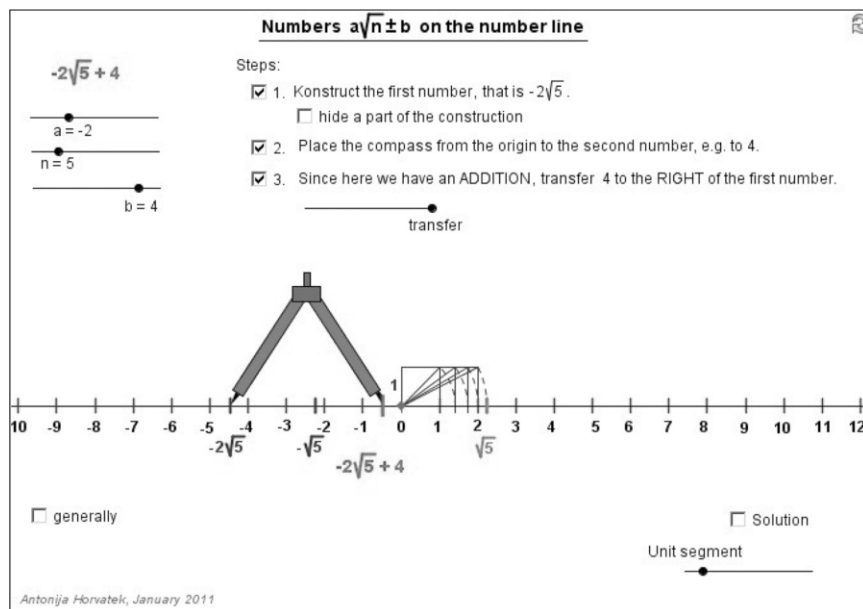 Numbers a√n ± b on the number line
-2√5 + 4
a = -2
n = 5
b = 4
Steps:
1. Konstruct the first number, that is -2√5.
hide a part of the construction
2. Place the compass from the origin to the second number, e.g. to 4.
3. Since here we have an ADDITION, transfer 4 to the RIGHT of the first number.
transfer
1
10 -9 -8 -7 -6 -5 -4 -3 -2 -1 0 1 2 3 4 5 6 7 8 9 10 11 12
-2√5 -√5 √5
-2√5 + 4
generally
Solution
Unit segment
Antonija Horvatek, January 2011